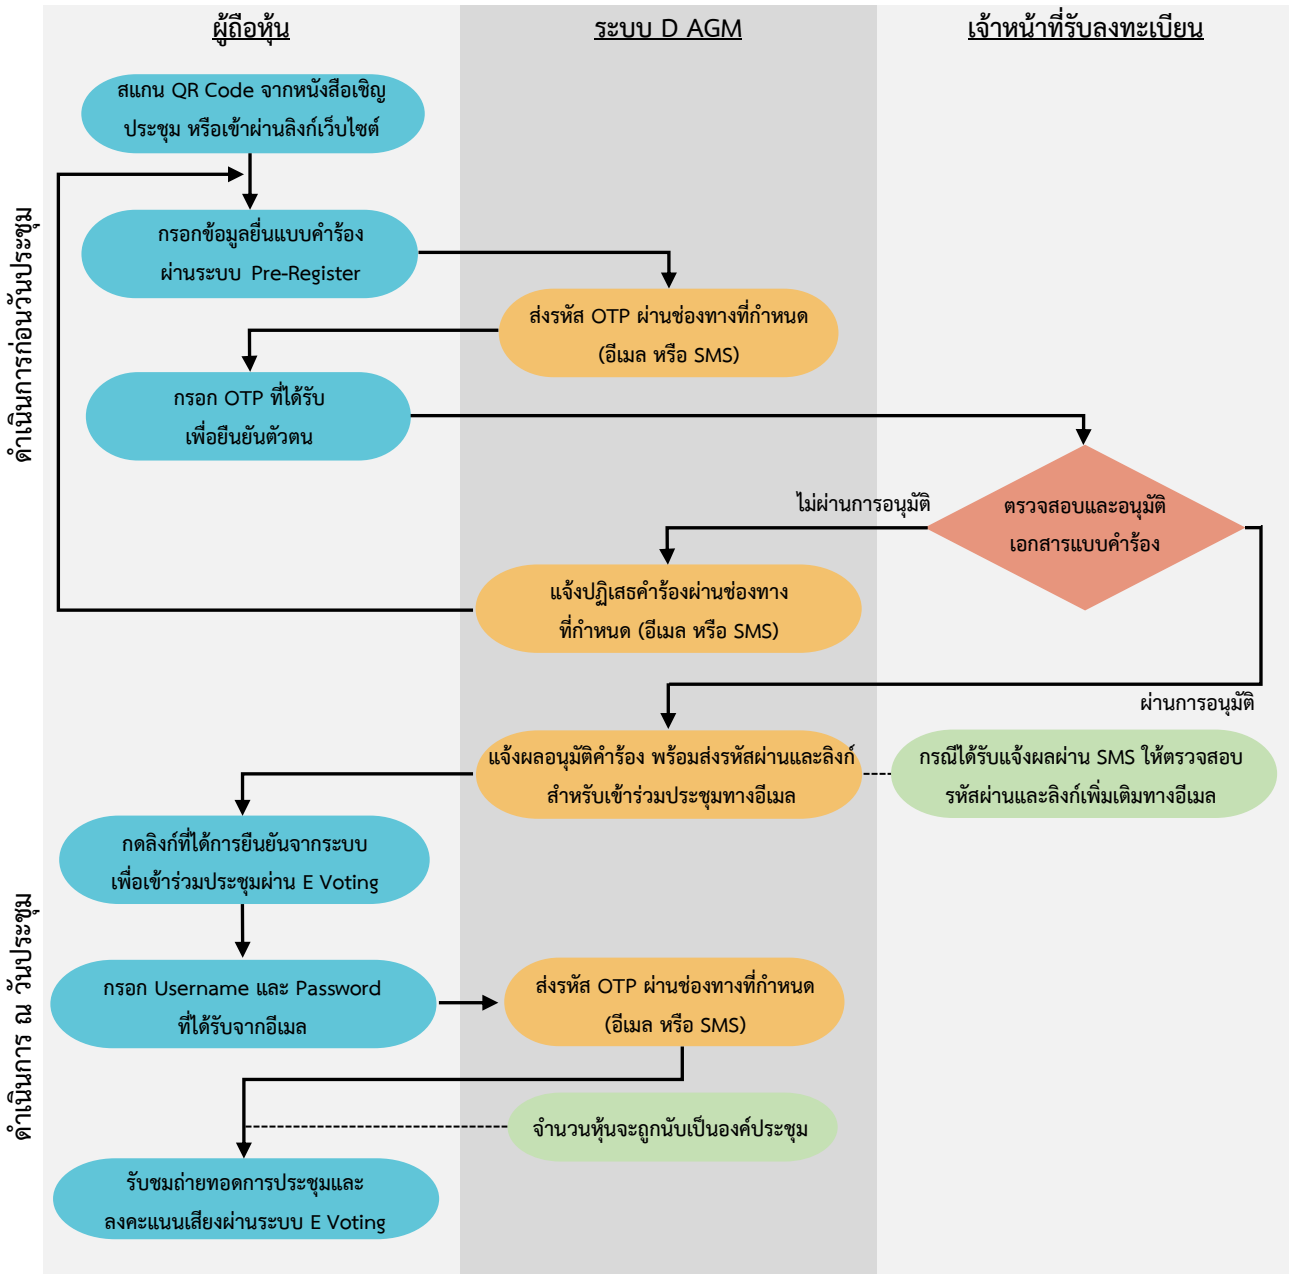 ผู้ถือหุ้น
ระบบ D AGM
เจ้าหน้าที่รับลงทะเบียน
ดำเนินการก่อนวันประชุม
สแกน QR Code จากหนังสือเชิญ
ประชุม หรือเข้าผ่านลิงก์เว็บไซต์
กรอกข้อมูลยื่นแบบคำร้อง
ผ่านระบบ Pre-Register
ส่งรหัส OTP ผ่านช่องทางที่กำหนด
(อีเมล หรือ SMS)
กรอก OTP ที่ได้รับ
เพื่อยืนยันตัวตน
ตรวจสอบและอนุมัติ
เอกสารแบบคำร้อง
ไม่ผ่านการอนุมัติ
แจ้งปฏิเสธคำร้องผ่านช่องทาง
ที่กำหนด (อีเมล หรือ SMS)
ผ่านการอนุมัติ
แจ้งผลอนุมัติคำร้อง พร้อมส่งรหัสผ่านและลิงก์
สำหรับเข้าร่วมประชุมทางอีเมล
กรณีได้รับแจ้งผลผ่าน SMS ให้ตรวจสอบ
รหัสผ่านและลิงก์เพิ่มเติมทางอีเมล
ดำเนินการ ณ วันประชุม
กดลิงก์ที่ได้การยืนยันจากระบบ
เพื่อเข้าร่วมประชุมผ่าน E Voting
กรอก Username และ Password
ที่ได้รับจากอีเมล
ส่งรหัส OTP ผ่านช่องทางที่กำหนด
(อีเมล หรือ SMS)
จำนวนหุ้นจะถูกนับเป็นองค์ประชุม
รับชมถ่ายทอดการประชุมและ
ลงคะแนนเสียงผ่านระบบ E Voting